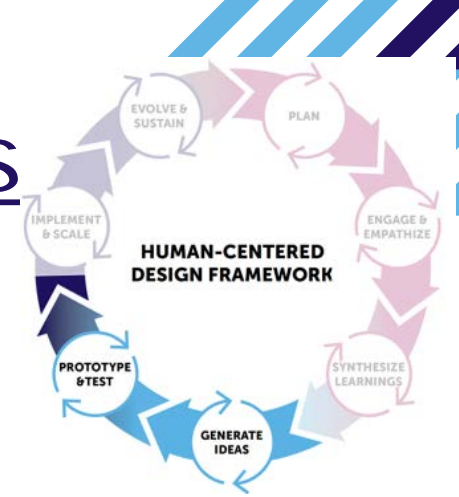 S
EVOLVE &
SUSTAIN
PLAN
IMPLEMENT
& SCALE
ENGAGE &
EMPATHIZE
HUMAN-CENTERED
DESIGN FRAMEWORK
PROTOTYPE
&TEST
SYNTHESIZE
LEARNINGS
GENERATE
IDEAS